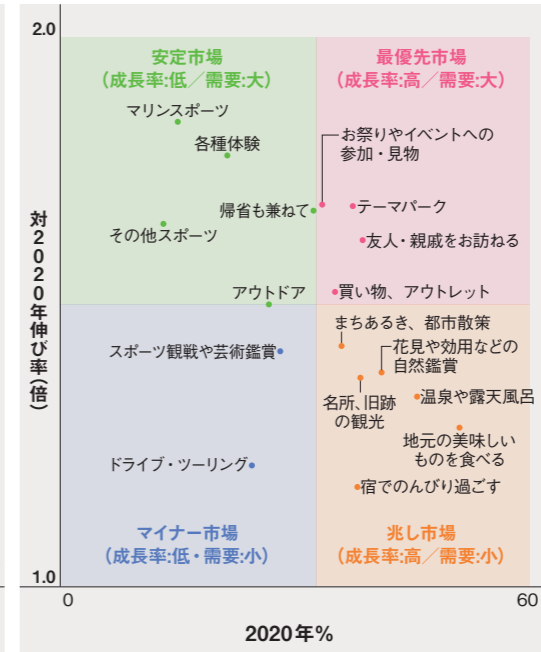 2.0
安定市場
(成長率:低／需要:大)
最優先市場
(成長率:高／需要:大)
マリンスポーツ
各種体験
お祭りやイベントへの
参加・見物
帰省も兼ねて
テーマパーク
その他スポーツ
友人・親戚をお訪ねる
アウトドア
買い物、アウトレット
対2020年伸び率(倍)
まちあるき、都市散策
スポーツ観戦や芸術鑑賞
花見や効用などの
自然鑑賞
名所、旧跡
の観光
温泉や露天風呂
地元の美味しい
ものを食べる
ドライブ・ツーリング
宿でのんびり過ごす
マイナー市場
(成長率:低・需要:小)
兆し市場
(成長率:高／需要:小)
1.0
0
60
2020年%